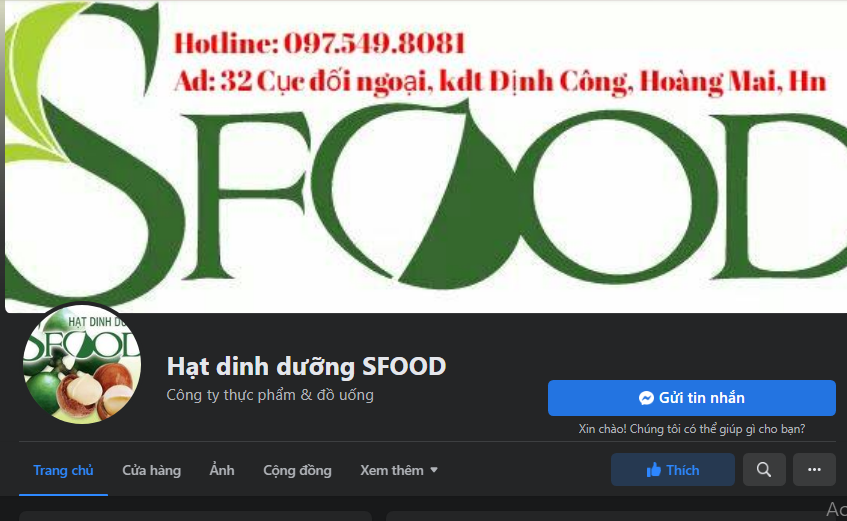 Hotline: 097.549.8081
Ad: 32 Cục đối ngoại, kdt Định Công, Hoàng Mai, Hn
SFOOD
HẠT DINH DƯ
SFOOD
Hạt dinh dưỡng SFOOD
Công ty thực phẩm & đồ uống
Gửi tin nhắn
Xin chào! Chúng tôi có thể giúp gì cho bạn?
Trang chủ Cửa hàng Ảnh Cộng đồng Xem thêm Thích
Ac